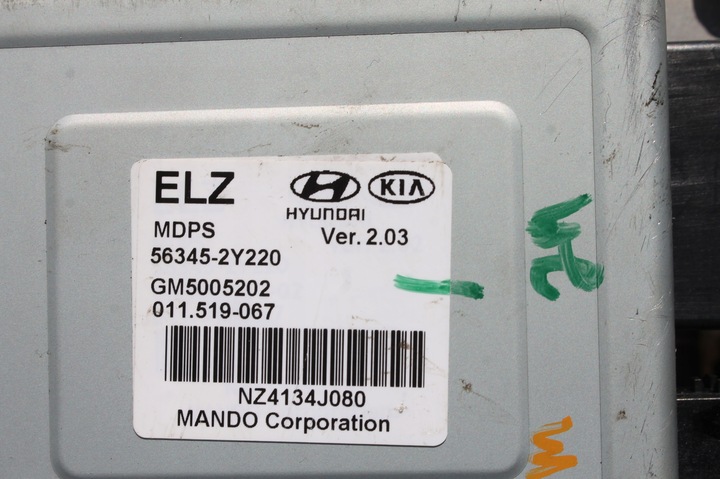 ELZ
HYUNDAI
KIA
MDPS
Ver. 2.03
56345-2Y220
GM5005202
011.519-067
NZ4134J080
MANDO Corporation